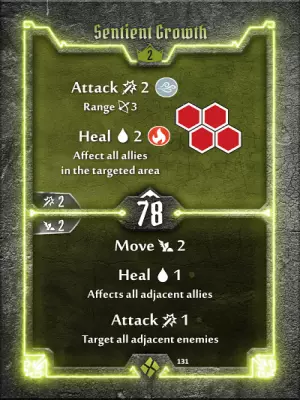 Sentient Growth
2
Attack 2
Range 3
Heal 2
Affect all allies
in the targeted area
2
78
2
Move 2
Heal 1
Affects all adjacent allies
Attack 1
Target all adjacent enemies
131